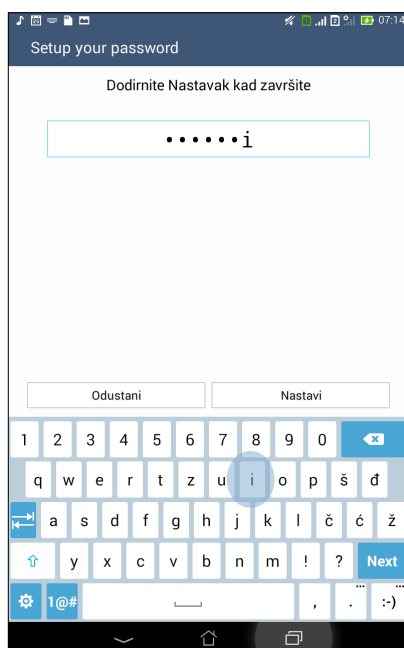 07:14
Setup your password
Dodirnite Nastavak kad završite
••••••i
Odustani Nastavi
1 2 3 4 5 6 7 8 9 0
q w e r t z u i o p š đ
a s d f g h j k l č ć ž
y x c v b n m ! ? Next
1@# , . :-)